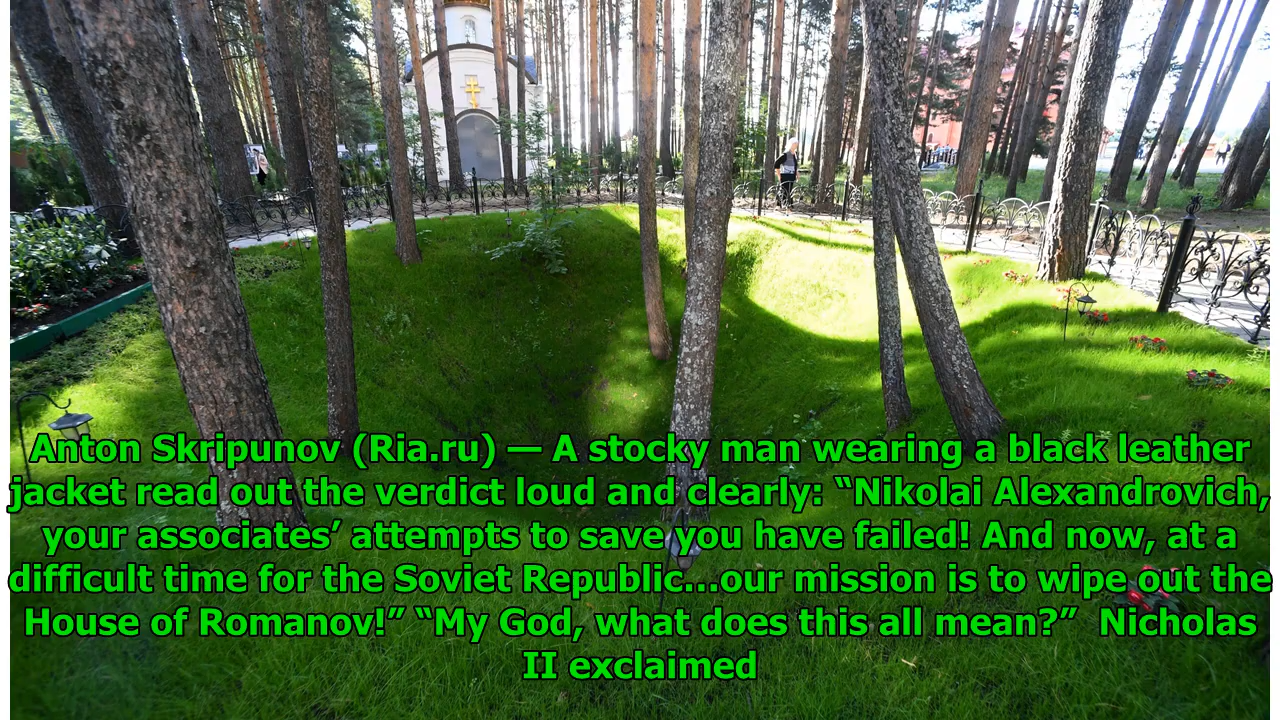 Anton Skripunov (Ria.ru) — A stocky man wearing a black leather
jacket read out the verdict loud and clearly: “Nikolai Alexandrovich,
your associates’ attempts to save you have failed! And now, at a
difficult time for the Soviet Republic...our mission is to wipe out the
House of Romanov!” “My God, what does this all mean?”  Nicholas
II exclaimed